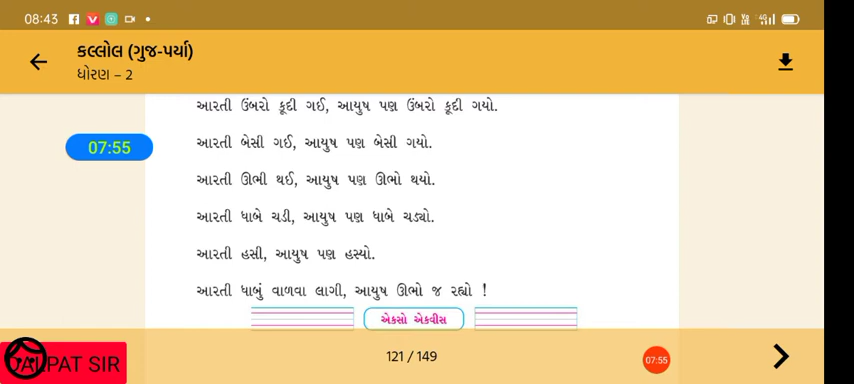 08:43
4G
કલ્લોલ (ગુજ-પર્યા)
ધોરણ – 2
આરતી ઉંબરો કૂદી ગઈ, આયુષ પણ ઉંબરો કૂદી ગયો.
07:55
આરતી બેસી ગઈ, આયુષ પણ બેસી ગયો.
આરતી ઊભી થઈ, આયુષ પણ ઊભો થયો.
આરતી ધાબે ચડી, આયુષ પણ ધાબે ચડ્યો.
આરતી હસી, આયુષ પણ હસ્યો.
આરતી ધાબું વાળવા લાગી, આયુષ ઊભો જ રહ્યો !
એકસો એકવીસ
121 / 149
07:55
DALPAT SIR